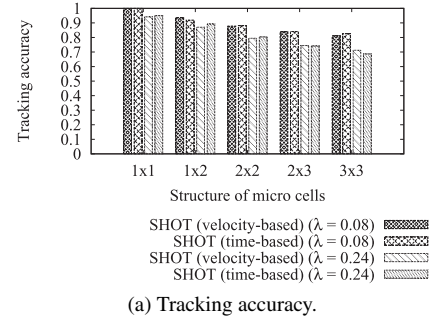 Tracking accuracy
1
0.9
0.8
0.7
0.6
0.5
0.4
0.3
0.2
0.1
0
1x1 1x2 2x2 2x3 3x3
Structure of micro cells
SHOT (velocity-based) (λ = 0.08)
SHOT (time-based) (λ = 0.08)
SHOT (velocity-based) (λ = 0.24)
SHOT (time-based) (λ = 0.24)
(a) Tracking accuracy.